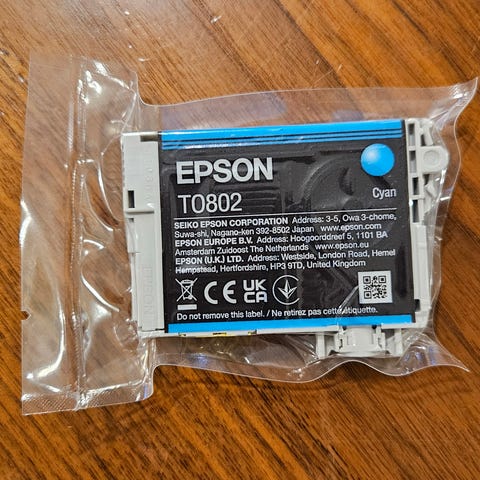 EPSON
T0802
Cyan
SEIKO EPSON CORPORATION Address: 3-5, Owa 3-chome,
Suwa-shi, Nagano-ken 392-8502 Japan www.epson.com
EPSON EUROPE B.V. Address: Hoogoorddreef 5, 1101 BA
Amsterdam Zuidoost The Netherlands www.epson.eu
EPSON (U.K.) LTD. Address: Westside, London Road, Hemel
Hempstead, Hertfordshire, HP3 9TD, United Kingdom
CE UK CA
Do not remove this label. / Ne retirez pas cette étiquette.